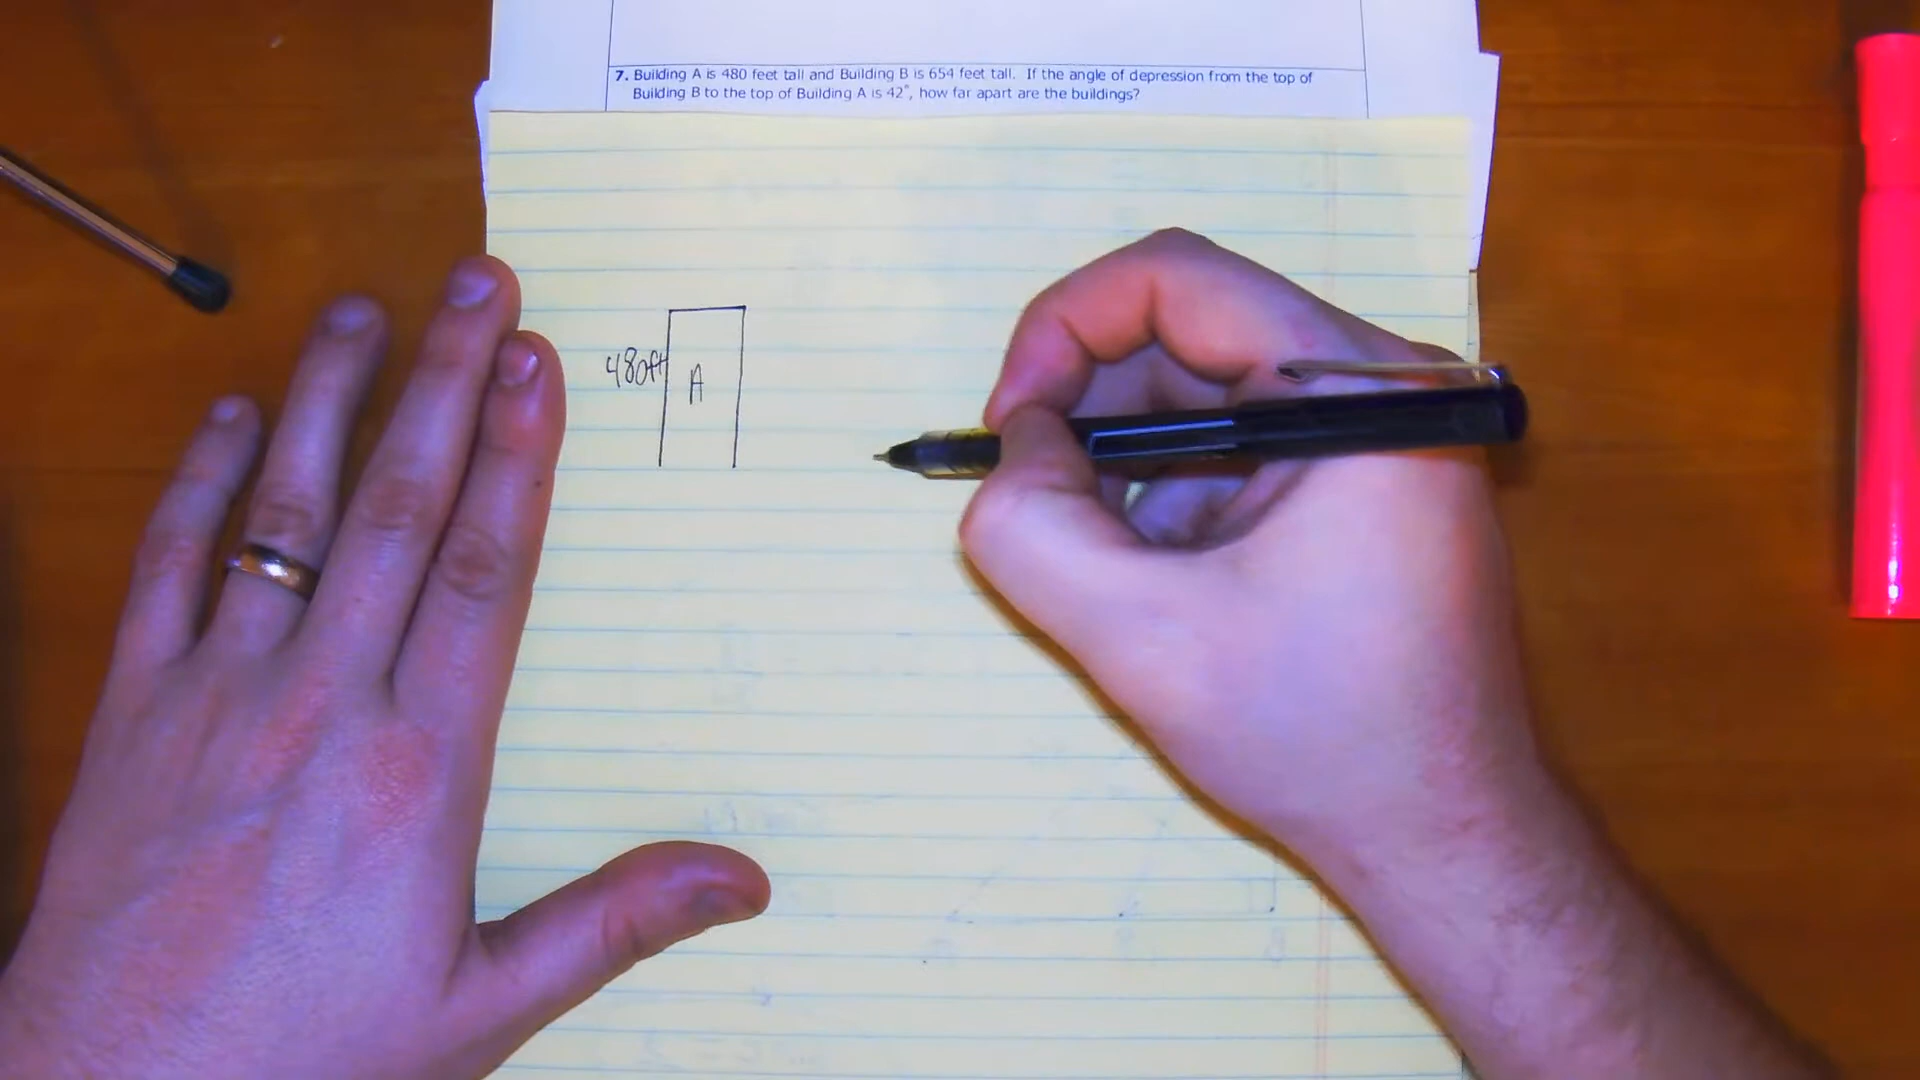 7. Building A is 480 feet tall and Building B is 654 feet tall. If the angle of depression from the top of
Building B to the top of Building A is 42°, how far apart are the buildings?
480ft
A